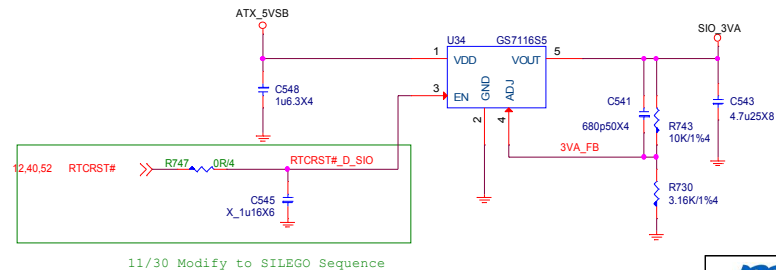 ATX_5VSB
SIO_3VA
U34 GS7116S5
1 VDD VOUT 5
3 EN GND ADJ
2 4
C548
1u6.3X4
C541
680p50X4
R743
10K/1%4
C543
4.7u25X8
3VA_FB
12,40,52 RTCRST# R747 0R/4 RTCRST#_D_SIO
C545
X_1u16X6
R730
3.16K/1%4
11/30 Modify to SILEGO Sequence